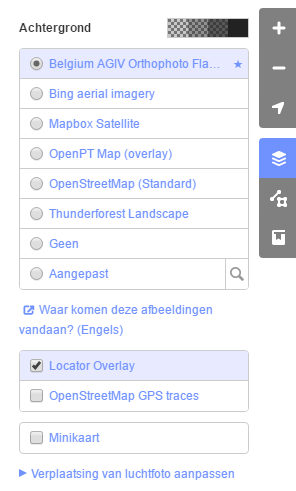 Achtergrond
Belgium AGIV Orthophoto Fla...
Bing aerial imagery
Mapbox Satellite
OpenPT Map (overlay)
OpenStreetMap (Standard)
Thunderforest Landscape
Geen
Aangepast
Waar komen deze afbeeldingen
vandaan? (Engels)
Locator Overlay
OpenStreetMap GPS traces
Minikaart
Verplaatsing van luchtfoto aanpassen